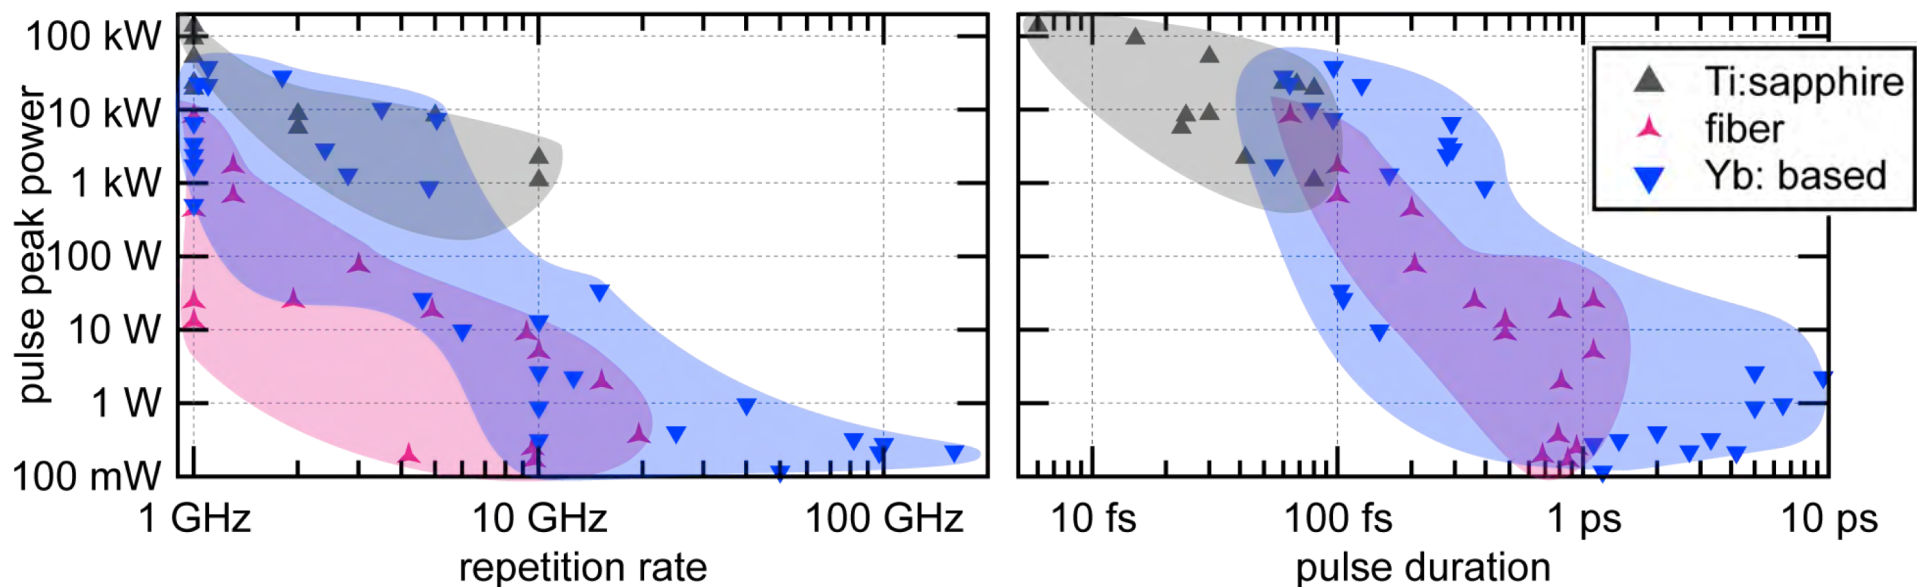 pulse peak power
100 kW
10 kW
1 kW
100 W
10 W
1 W
100 mW
1 GHz
10 GHz
100 GHz
repetition rate
10 fs
100 fs
1 ps
10 ps
pulse duration
Ti:sapphire
fiber
Yb: based